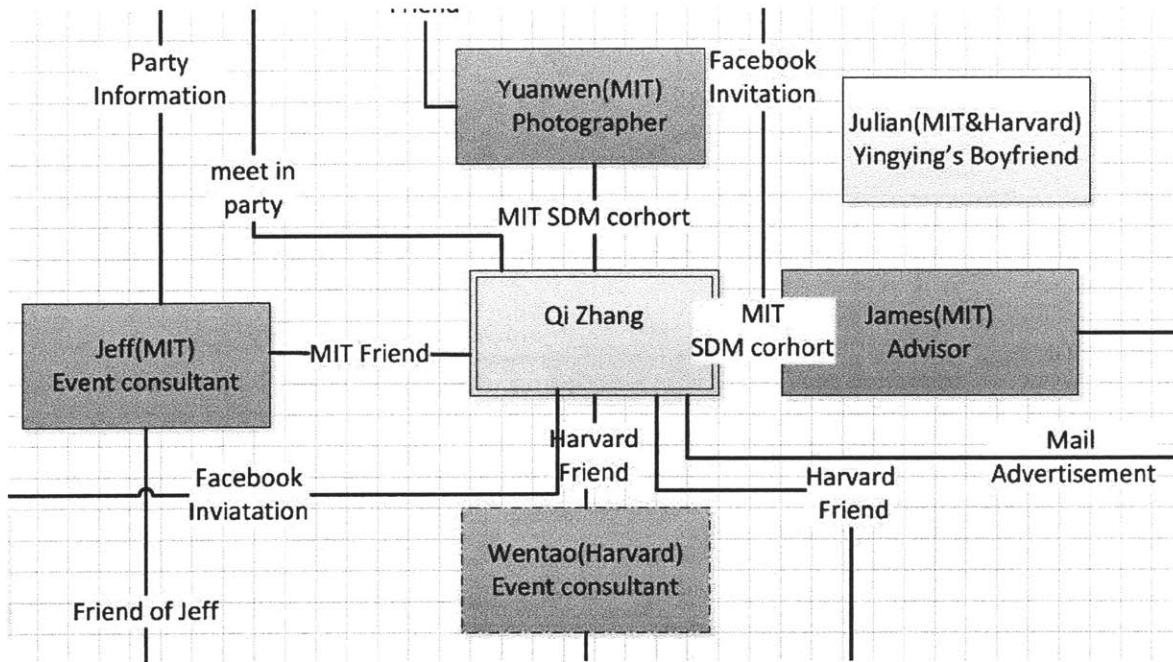 Friend
Party
Information
Yuanwen(MIT)
Photographer
Facebook
Invitation
Julian(MIT&Harvard)
Yingying's Boyfriend
meet in
party
MIT SDM corhort
Qi Zhang
MIT
SDM corhort
James(MIT)
Advisor
Jeff(MIT)
Event consultant
MIT Friend
Harvard
Friend
Mail
Advertisement
Facebook
Inviatation
Harvard
Friend
Wentao(Harvard)
Event consultant
Friend of Jeff